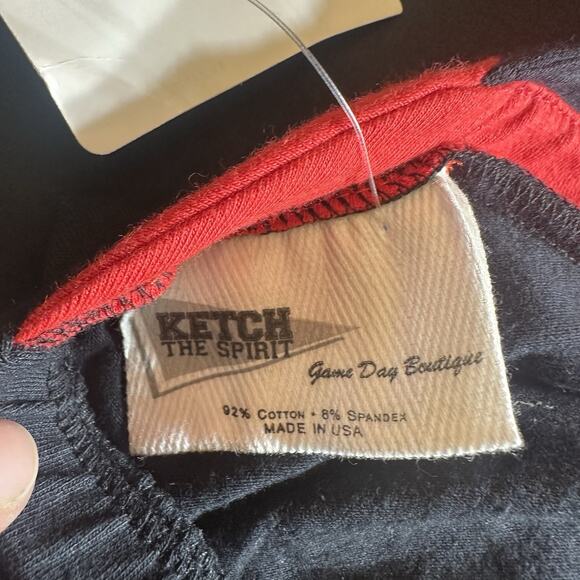 KETCH
THE SPIRIT
Game Day Boutique
92% COTTON • 8% SPANDEX
MADE IN USA